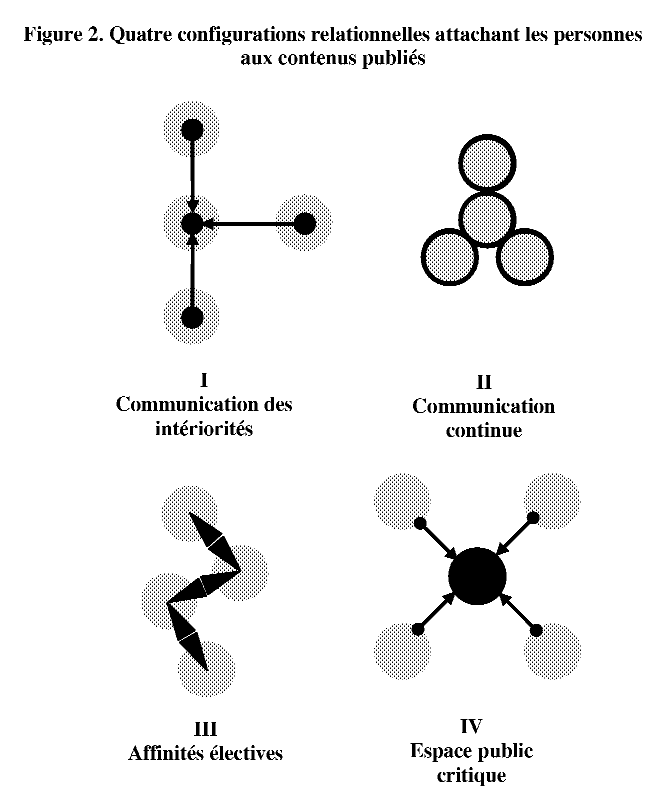 Figure 2. Quatre configurations relationnelles attachant les personnes
aux contenus publiés
I
Communication des
intériorités
II
Communication
continue
III
Affinités électives
IV
Espace public
critique